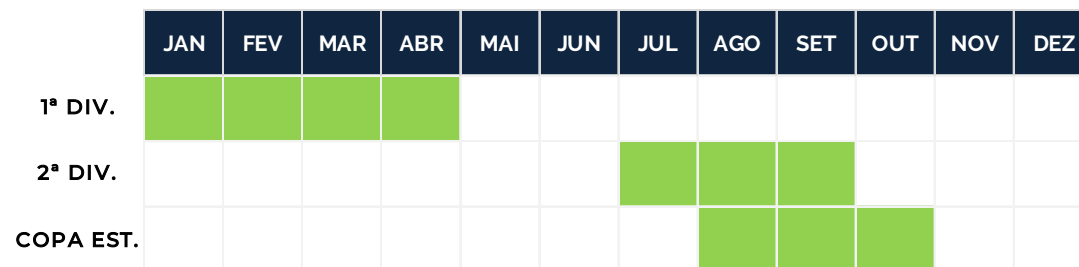 JAN FEV MAR ABR MAI JUN JUL AGO SET OUT NOV DEZ
1ª DIV.
2ª DIV.
COPA EST.